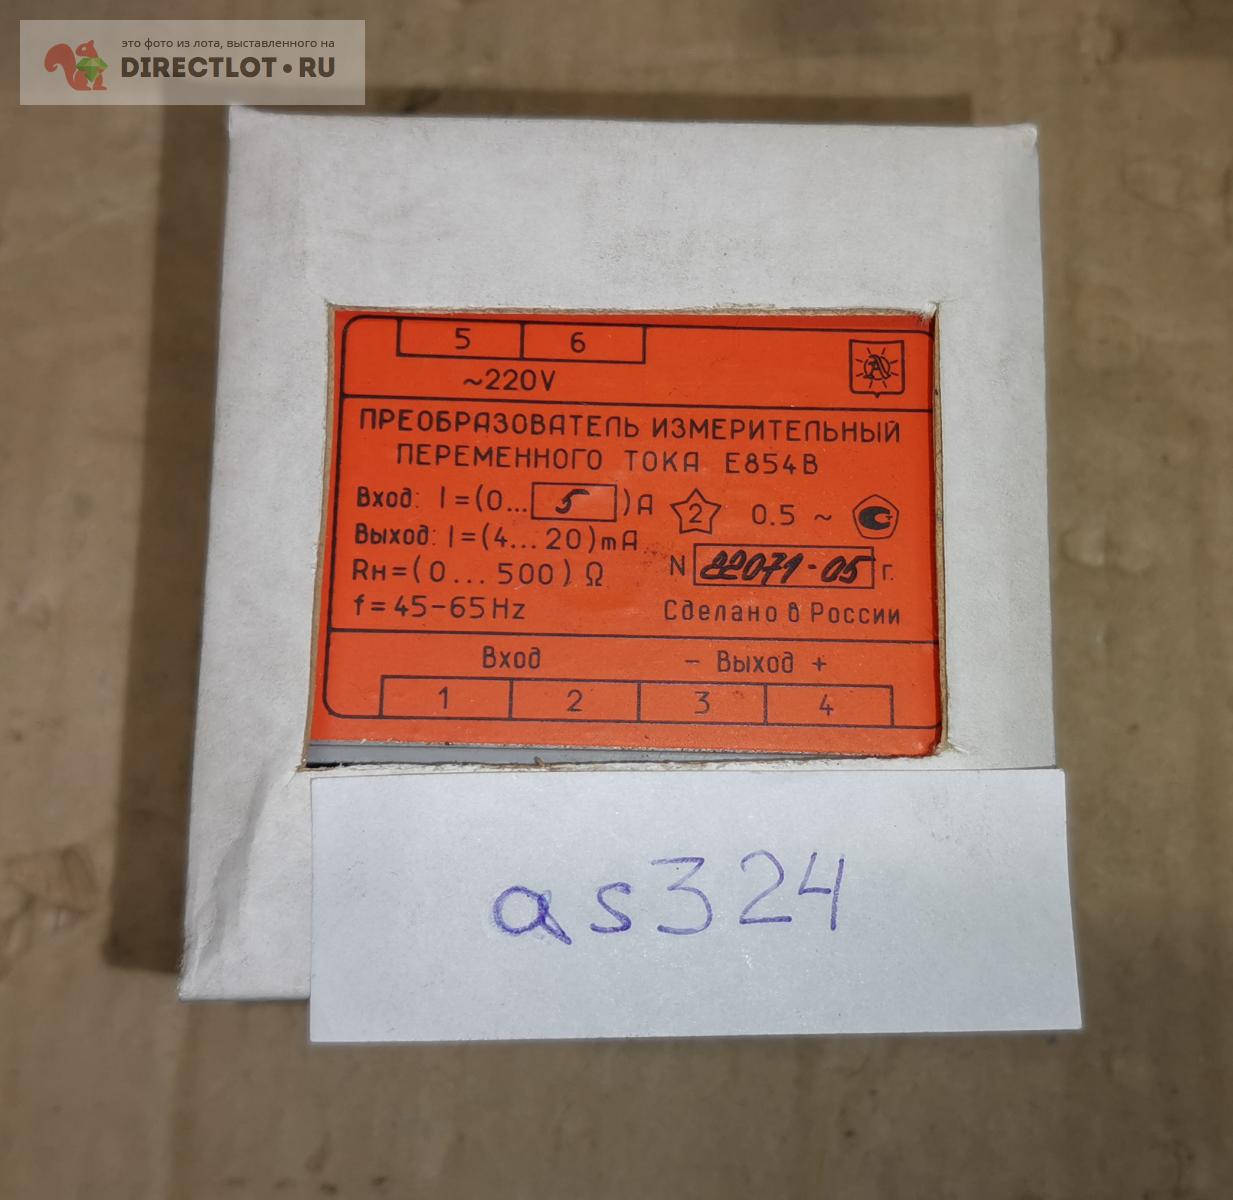 это фото из лота, выставленного на
DIRECTLOT.RU
5 6
~220V
ПРЕОБРАЗОВАТЕЛЬ ИЗМЕРИТЕЛЬНЫЙ
ПЕРЕМЕННОГО ТОКА Е854В
Вход: I=(0...5)А 2 0.5 ~
Выход: I=(4...20)mA
Rн=(0...500) Ω N 22071-05 г.
f=45-65Hz Сделано в России
Вход - Выход +
1 2 3 4
as324